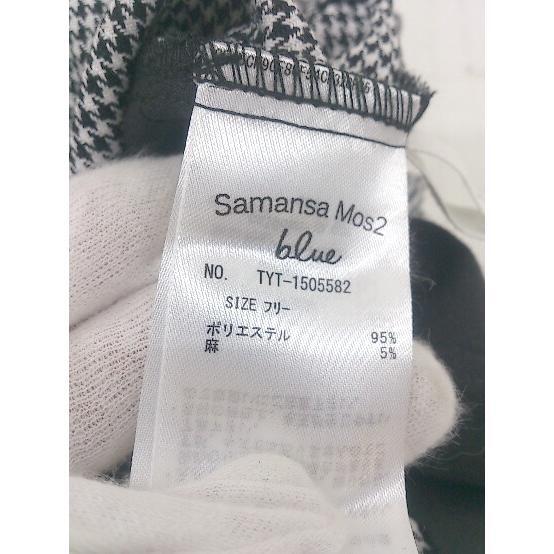 Samansa Mos2
blue
NO. TYT-1505582
SIZE フリー
ポリエステル 95%
麻 5%